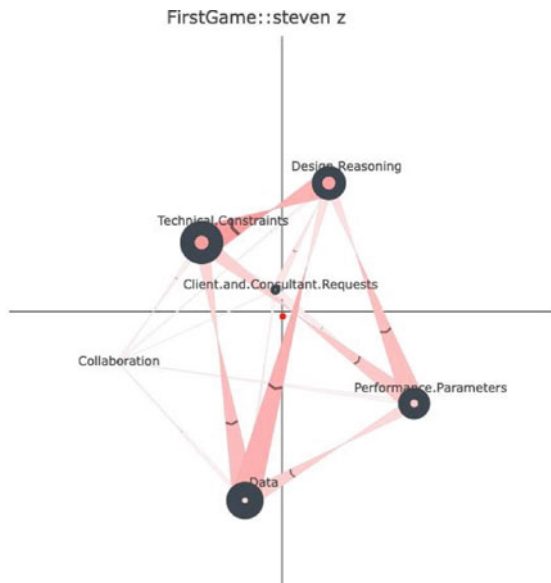 FirstGame::steven z
Design.Reasoning
Technical.Constraints
Client.and.Consultant.Requests
Collaboration
Performance.Parameters
Data